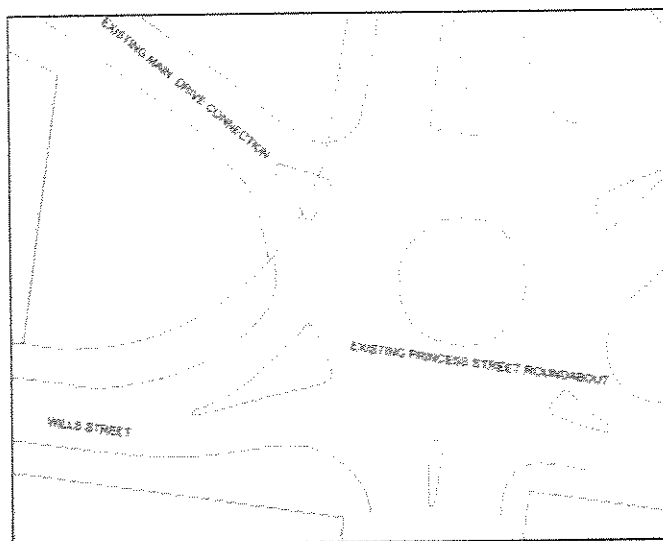 EXISTING MAIN DRIVE CONNECTION
EXISTING PRINCESS STREET ROUNDABOUT
WILLS STREET